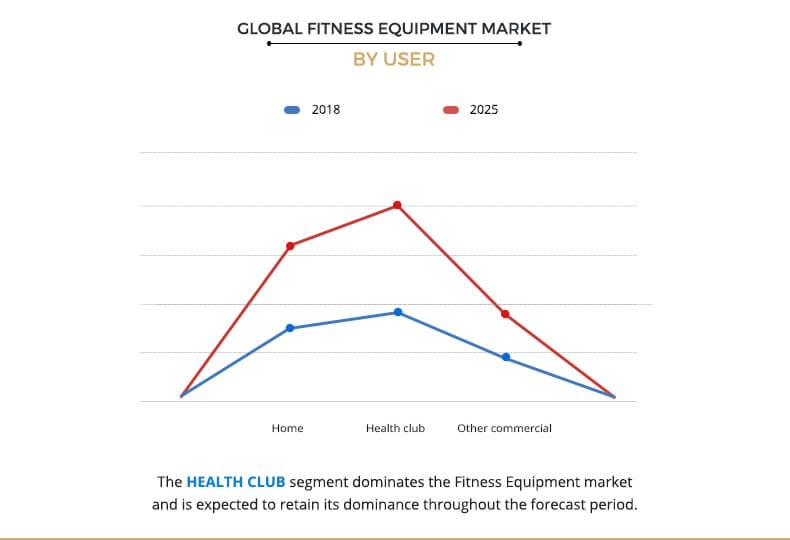 GLOBAL FITNESS EQUIPMENT MARKET
BY USER
2018 2025
Home Health club Other commercial
The HEALTH CLUB segment dominates the Fitness Equipment market
and is expected to retain its dominance throughout the forecast period.